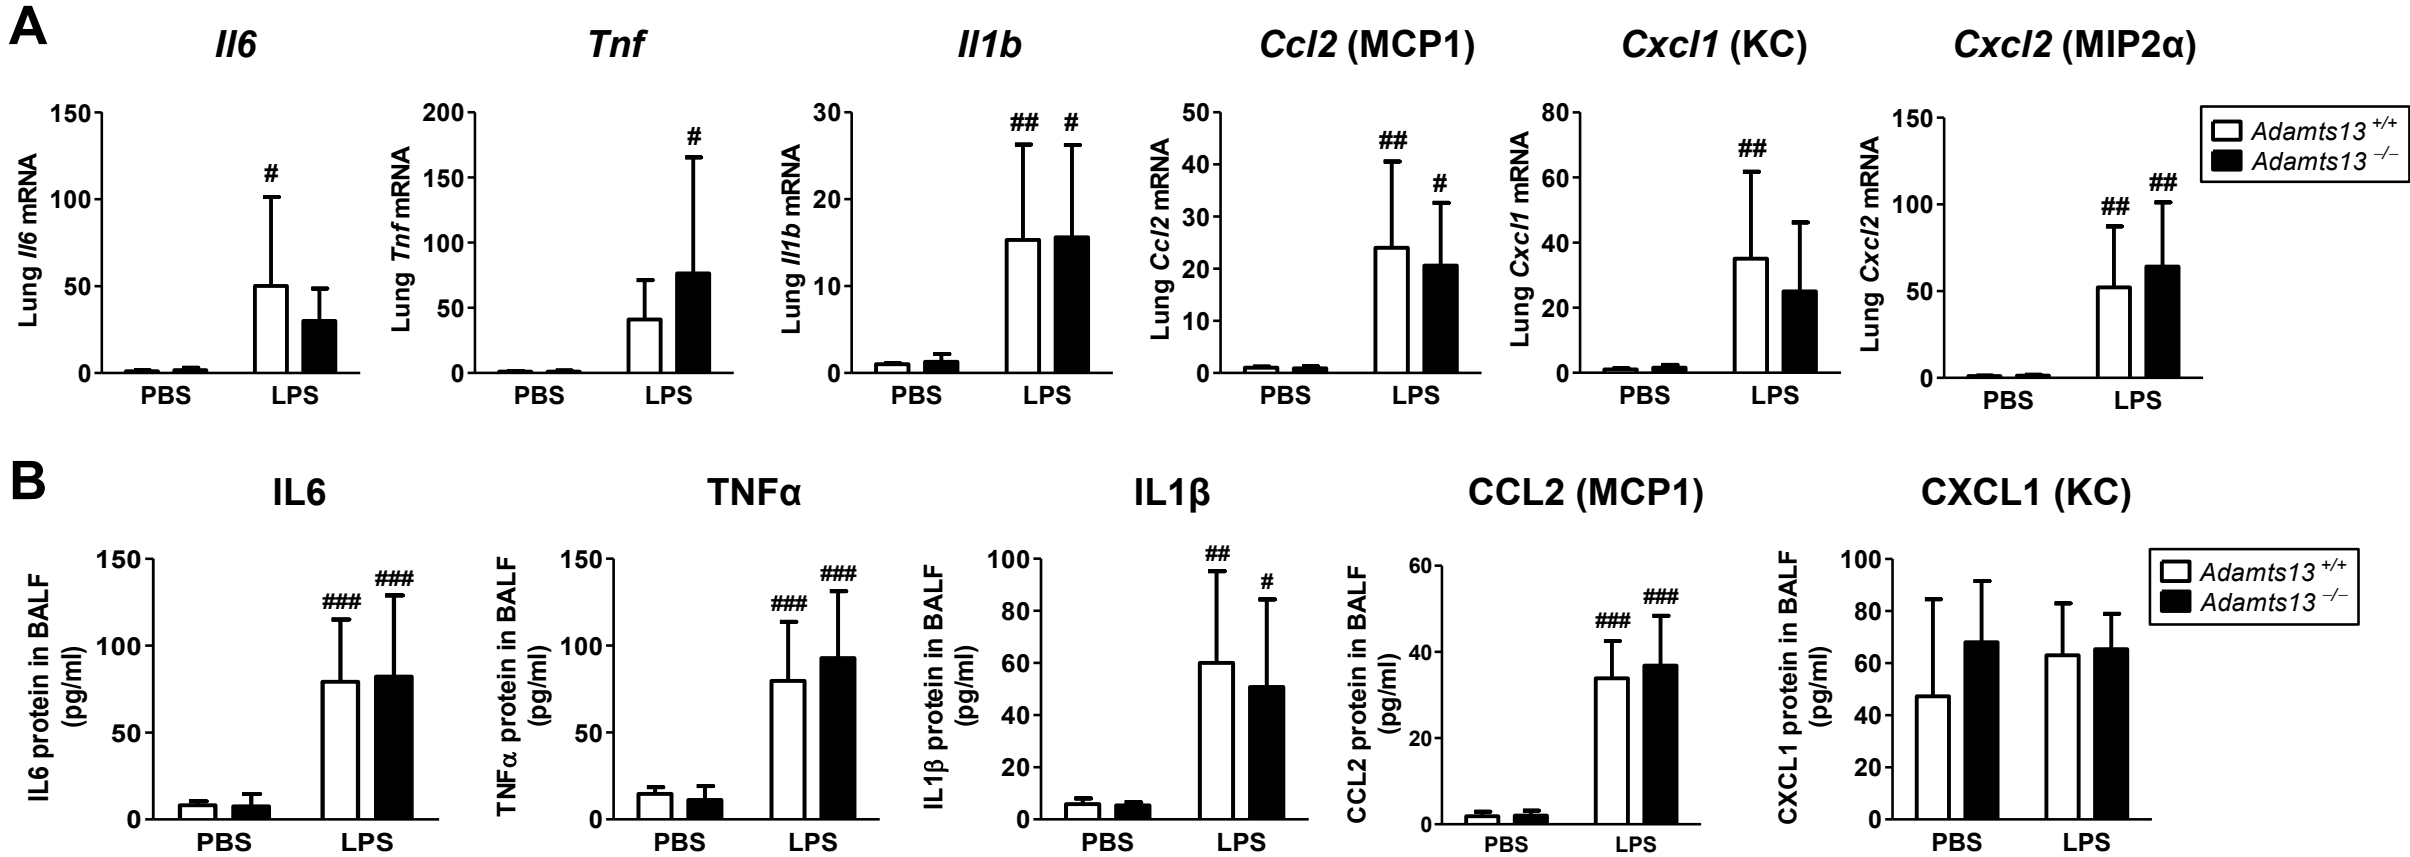 A
Il6
Tnf
Il1b
Ccl2 (MCP1)
Cxcl1 (KC)
Cxcl2 (MIP2α)
Lung Il6 mRNA
150
100
50
0
#
PBS
LPS
Lung Tnf mRNA
200
150
100
50
0
#
PBS
LPS
Lung Il1b mRNA
30
20
10
0
##
#
PBS
LPS
Lung Ccl2 mRNA
50
40
30
20
10
0
##
#
PBS
LPS
Lung Cxcl1 mRNA
80
60
40
20
0
##
PBS
LPS
Lung Cxcl2 mRNA
150
100
50
0
##
##
PBS
LPS
Adamts13 +/+
Adamts13 −/−
B
IL6
TNFα
IL1β
CCL2 (MCP1)
CXCL1 (KC)
IL6 protein in BALF
(pg/ml)
150
100
50
0
###
###
PBS
LPS
TNFα protein in BALF
(pg/ml)
150
100
50
0
###
###
PBS
LPS
IL1β protein in BALF
(pg/ml)
100
80
60
40
20
0
##
#
PBS
LPS
CCL2 protein in BALF
(pg/ml)
60
40
20
0
###
###
PBS
LPS
CXCL1 protein in BALF
(pg/ml)
100
80
60
40
20
0
PBS
LPS
Adamts13 +/+
Adamts13 −/−